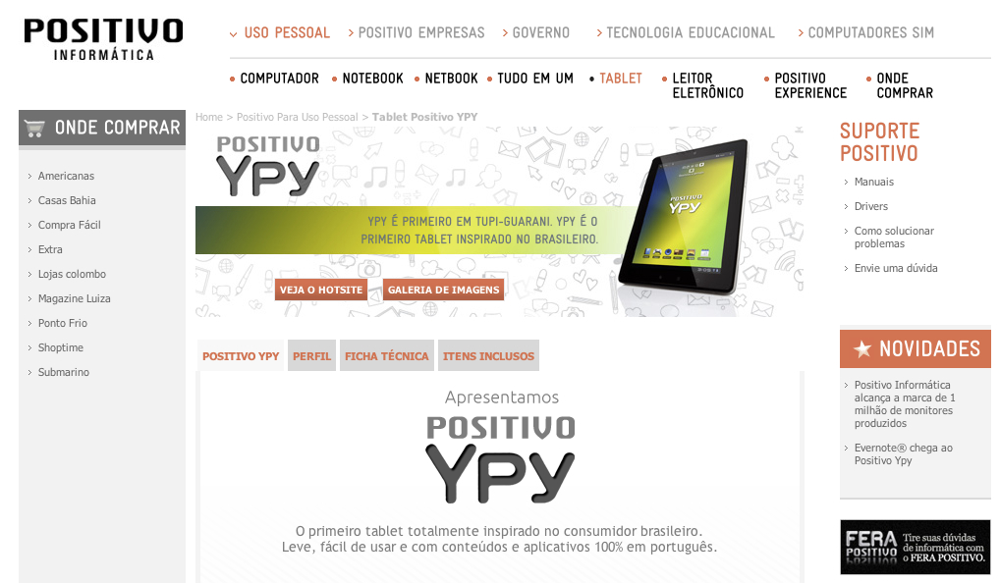 POSITIVO
INFORMÁTICA
USO PESSOAL
POSITIVO EMPRESAS
GOVERNO
TECNOLOGIA EDUCACIONAL
COMPUTADORES SIM
COMPUTADOR
NOTEBOOK
NETBOOK
TUDO EM UM
TABLET
LEITOR
ELETRÔNICO
POSITIVO
EXPERIENCE
ONDE
COMPRAR
ONDE COMPRAR
Americanas
Casas Bahia
Compra Fácil
Extra
Lojas colombo
Magazine Luiza
Ponto Frio
Shoptime
Submarino
Home > Positivo Para Uso Pessoal > Tablet Positivo YPY
POSITIVO
YPY
YPY É PRIMEIRO EM TUPI-GUARANI. YPY É O
PRIMEIRO TABLET INSPIRADO NO BRASILEIRO.
POSITIVO
YPY
VEJA O HOTSITE
GALERIA DE IMAGENS
POSITIVO YPY
PERFIL
FICHA TÉCNICA
ITENS INCLUSOS
Apresentamos
POSITIVO
YPY
O primeiro tablet totalmente inspirado no consumidor brasileiro.
Leve, fácil de usar e com conteúdos e aplicativos 100% em português.
SUPORTE
POSITIVO
Manuais
Drivers
Como solucionar
problemas
Envie uma dúvida
NOVIDADES
Positivo Informática
alcança a marca de 1
milhão de monitores
produzidos
Evernote® chega ao
Positivo Ypy
FERA
POSITIVO
Tire suas dúvidas
de informática com
o FERA POSITIVO.